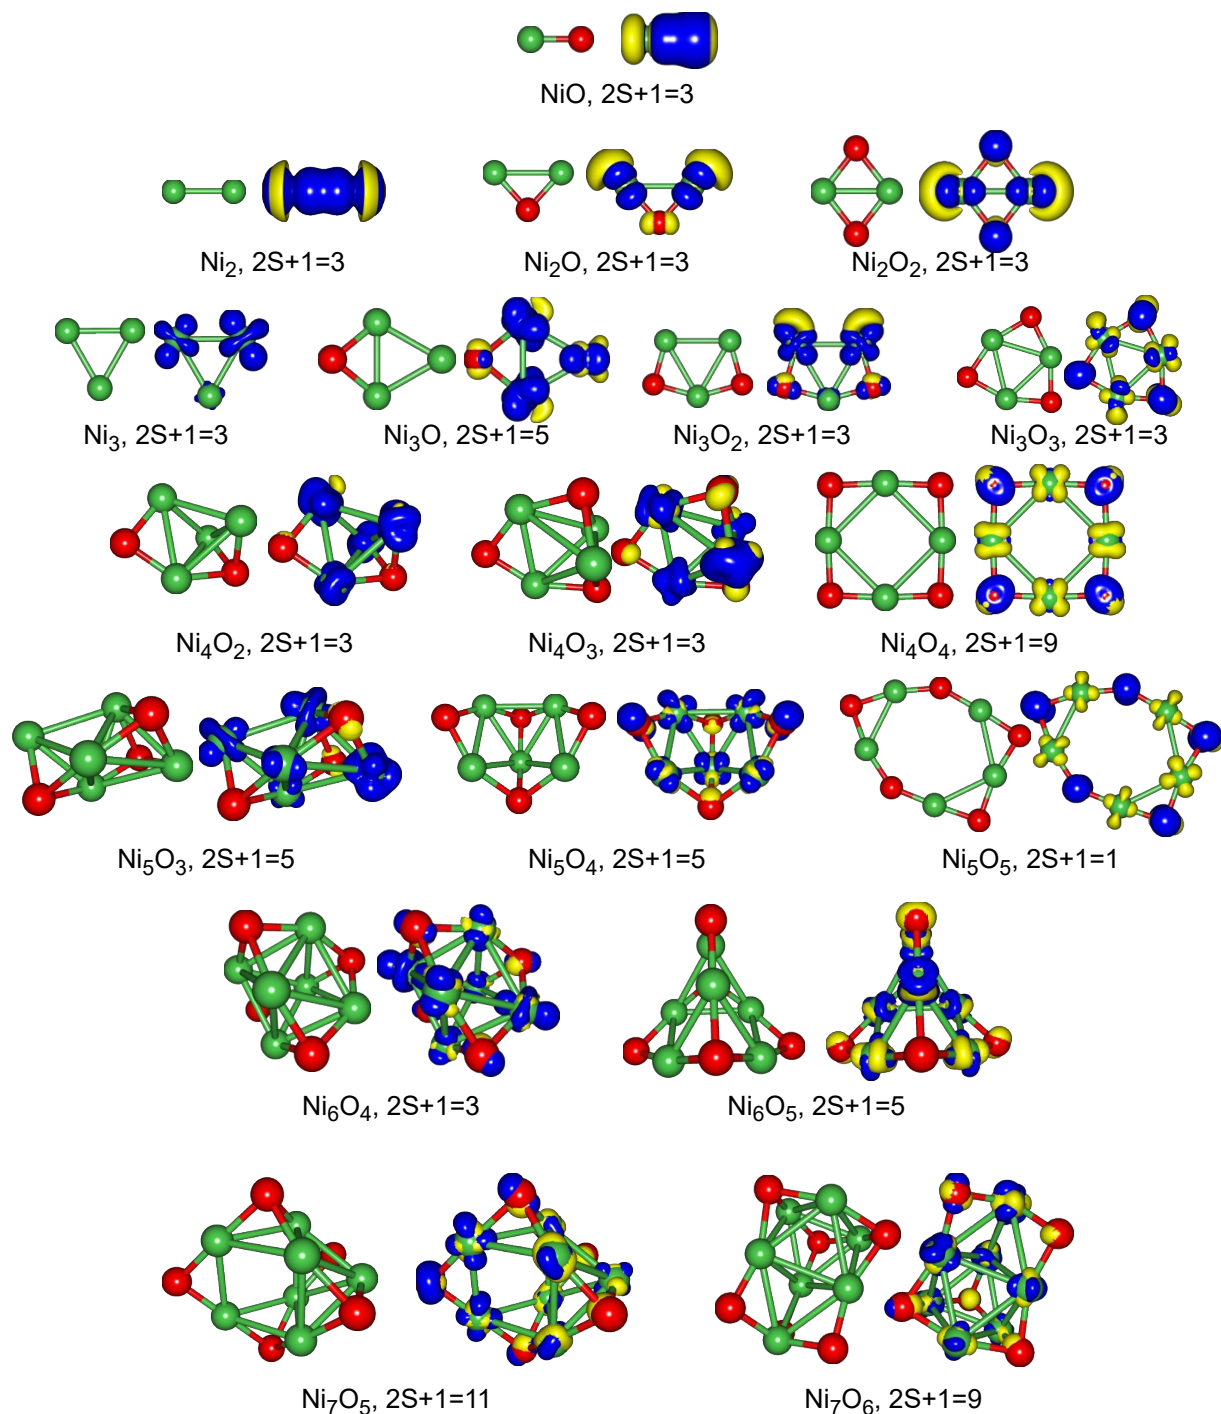 NiO, 2S+1=3
Ni₂, 2S+1=3
Ni₂O, 2S+1=3
Ni₂O₂, 2S+1=3
Ni₃, 2S+1=3
Ni₃O, 2S+1=5
Ni₃O₂, 2S+1=3
Ni₃O₃, 2S+1=3
Ni₄O₂, 2S+1=3
Ni₄O₃, 2S+1=3
Ni₄O₄, 2S+1=9
Ni₅O₃, 2S+1=5
Ni₅O₄, 2S+1=5
Ni₅O₅, 2S+1=1
Ni₆O₄, 2S+1=3
Ni₆O₅, 2S+1=5
Ni₇O₅, 2S+1=11
Ni₇O₆, 2S+1=9